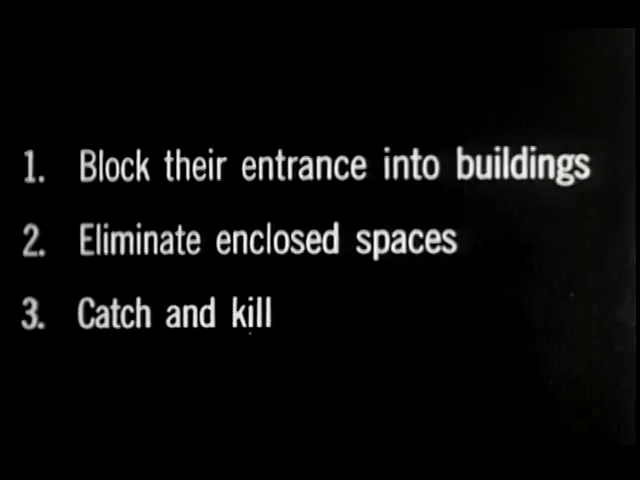 1. Block their entrance into buildings
2. Eliminate enclosed spaces
3. Catch and kill